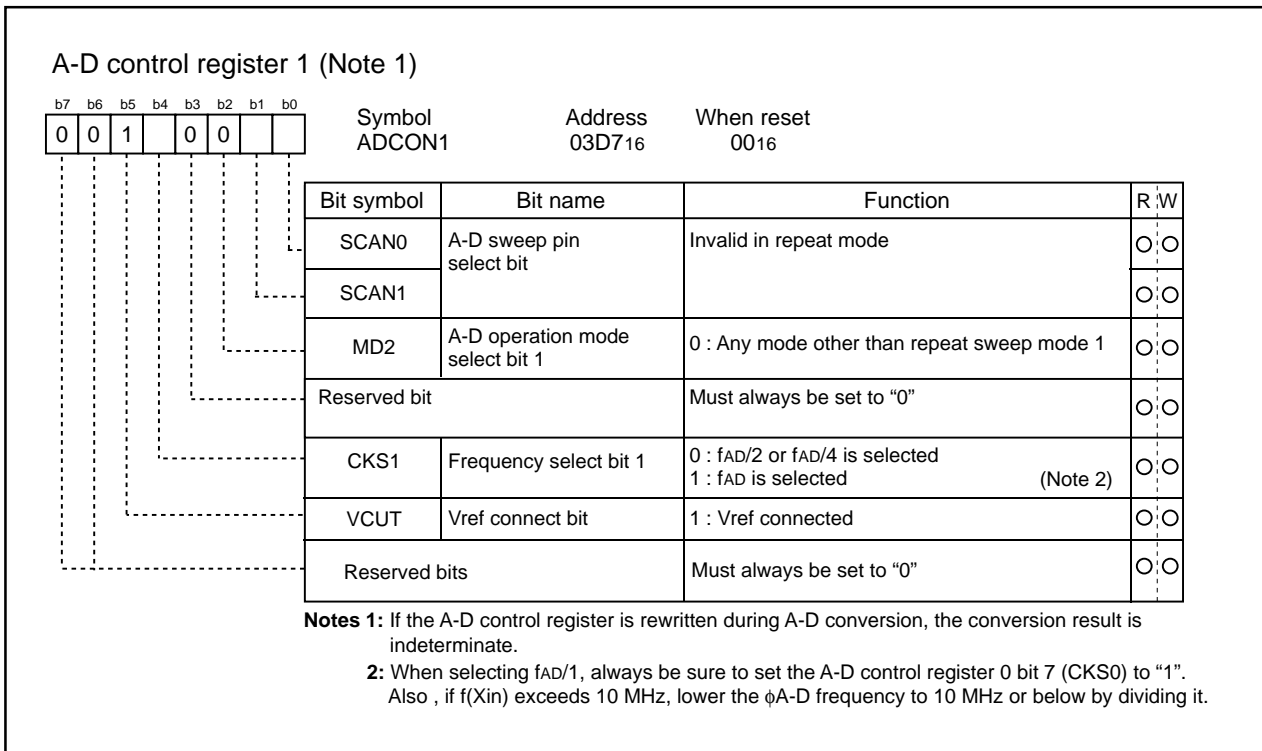 A-D control register 1 (Note 1)
b7 b6 b5 b4 b3 b2 b1 b0
0 0 1 0 0
Symbol Address When reset
ADCON1 03D716 0016
Bit symbol Bit name Function R W
SCAN0 A-D sweep pin select bit Invalid in repeat mode O O
SCAN1 O O
MD2 A-D operation mode select bit 1 0 : Any mode other than repeat sweep mode 1 O O
Reserved bit Must always be set to “0” O O
CKS1 Frequency select bit 1 0 : fAD/2 or fAD/4 is selected O O
1 : fAD is selected (Note 2)
VCUT Vref connect bit 1 : Vref connected O O
Reserved bits Must always be set to “0” O O
Notes 1: If the A-D control register is rewritten during A-D conversion, the conversion result is
indeterminate.
2: When selecting fAD/1, always be sure to set the A-D control register 0 bit 7 (CKS0) to “1”.
Also , if f(Xin) exceeds 10 MHz, lower the ϕA-D frequency to 10 MHz or below by dividing it.